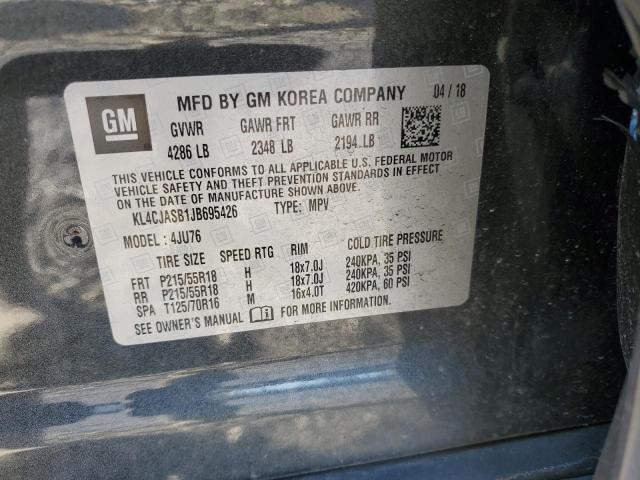 GM
MFD BY GM KOREA COMPANY 04 / 18
GVWR GAWR FRT GAWR RR
4286 LB 2348 LB 2194 LB
THIS VEHICLE CONFORMS TO ALL APPLICABLE U.S. FEDERAL MOTOR
VEHICLE SAFETY AND THEFT PREVENTION STANDARDS IN EFFECT
ON THE DATE OF MANUFACTURE SHOWN ABOVE.
KL4CJASB1JB695426 TYPE: MPV
MODEL: 4JU76
TIRE SIZE SPEED RTG RIM COLD TIRE PRESSURE
FRT P215/55R18 H 18x7.0J 240KPA, 35 PSI
RR P215/55R18 H 18x7.0J 240KPA, 35 PSI
SPA T125/70R16 M 16x4.0T 420KPA, 60 PSI
SEE OWNER'S MANUAL FOR MORE INFORMATION.